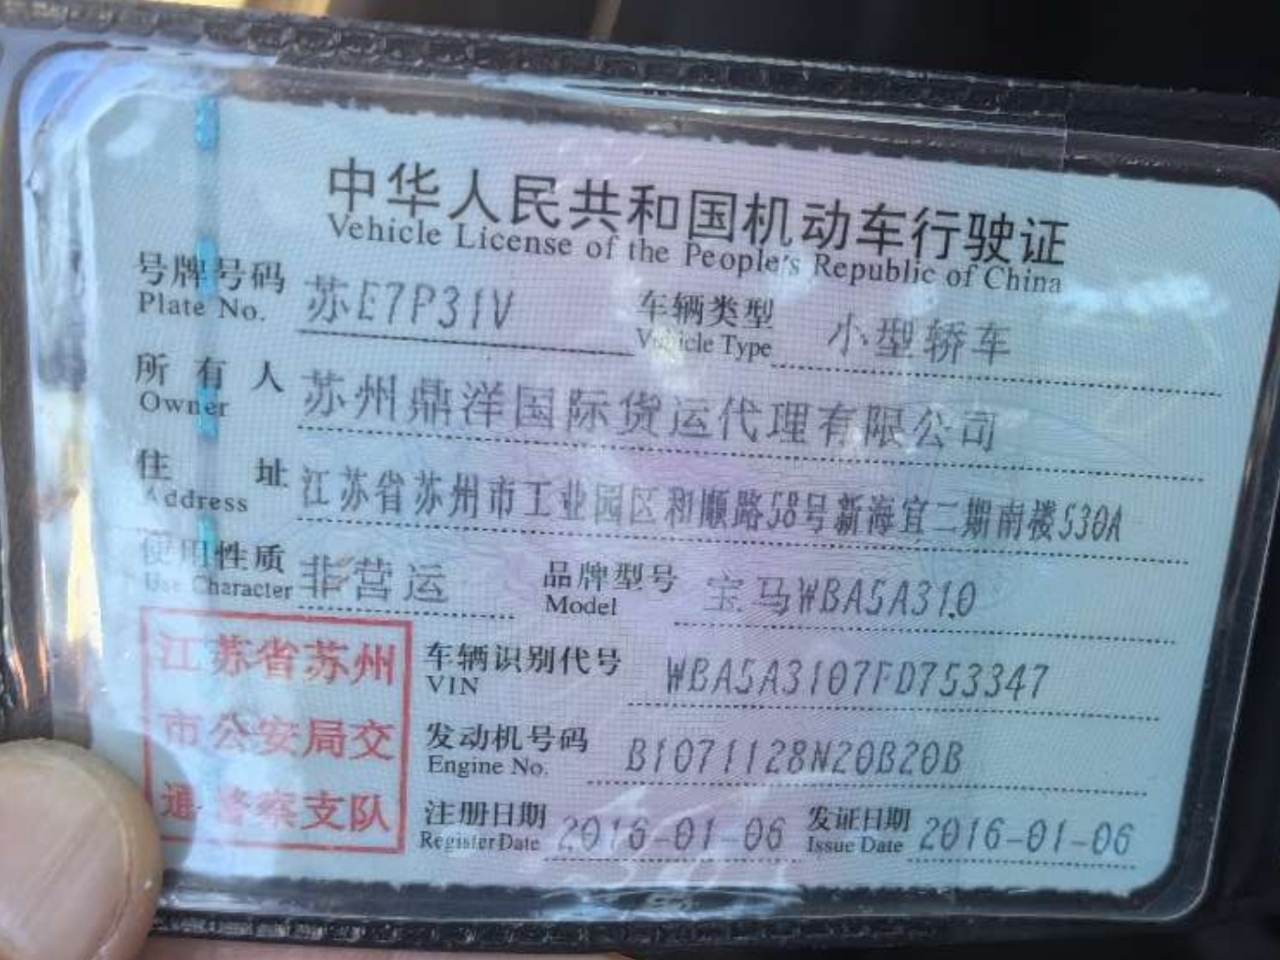 中华人民共和国机动车行驶证
Vehicle License of the People's Republic of China
号牌号码 苏E7P31V 车辆类型 小型轿车
Plate No. Vehicle Type
所有人 苏州鼎洋国际货运代理有限公司
Owner
住址 江苏省苏州市工业园区和顺路58号新海宜二期南楼530A
Address
使用性质 非营运 品牌型号 宝马WBA5A310
Use Character Model
江苏省苏州
市公安局交
通警察支队
车辆识别代号 WBA5A3107FD753347
VIN
发动机号码 B1071128N20B20B
Engine No.
注册日期 2016-01-06 发证日期 2016-01-06
Register Date Issue Date